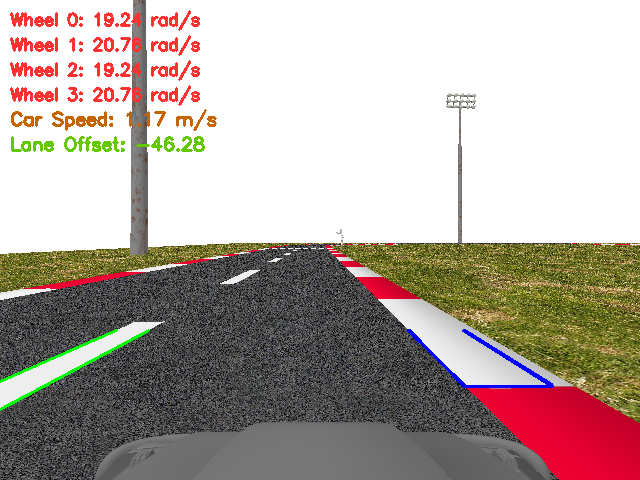 Wheel 0: 19.24 rad/s
Wheel 1: 20.76 rad/s
Wheel 2: 19.24 rad/s
Wheel 3: 20.76 rad/s
Car Speed: 1.17 m/s
Lane Offset: -46.28